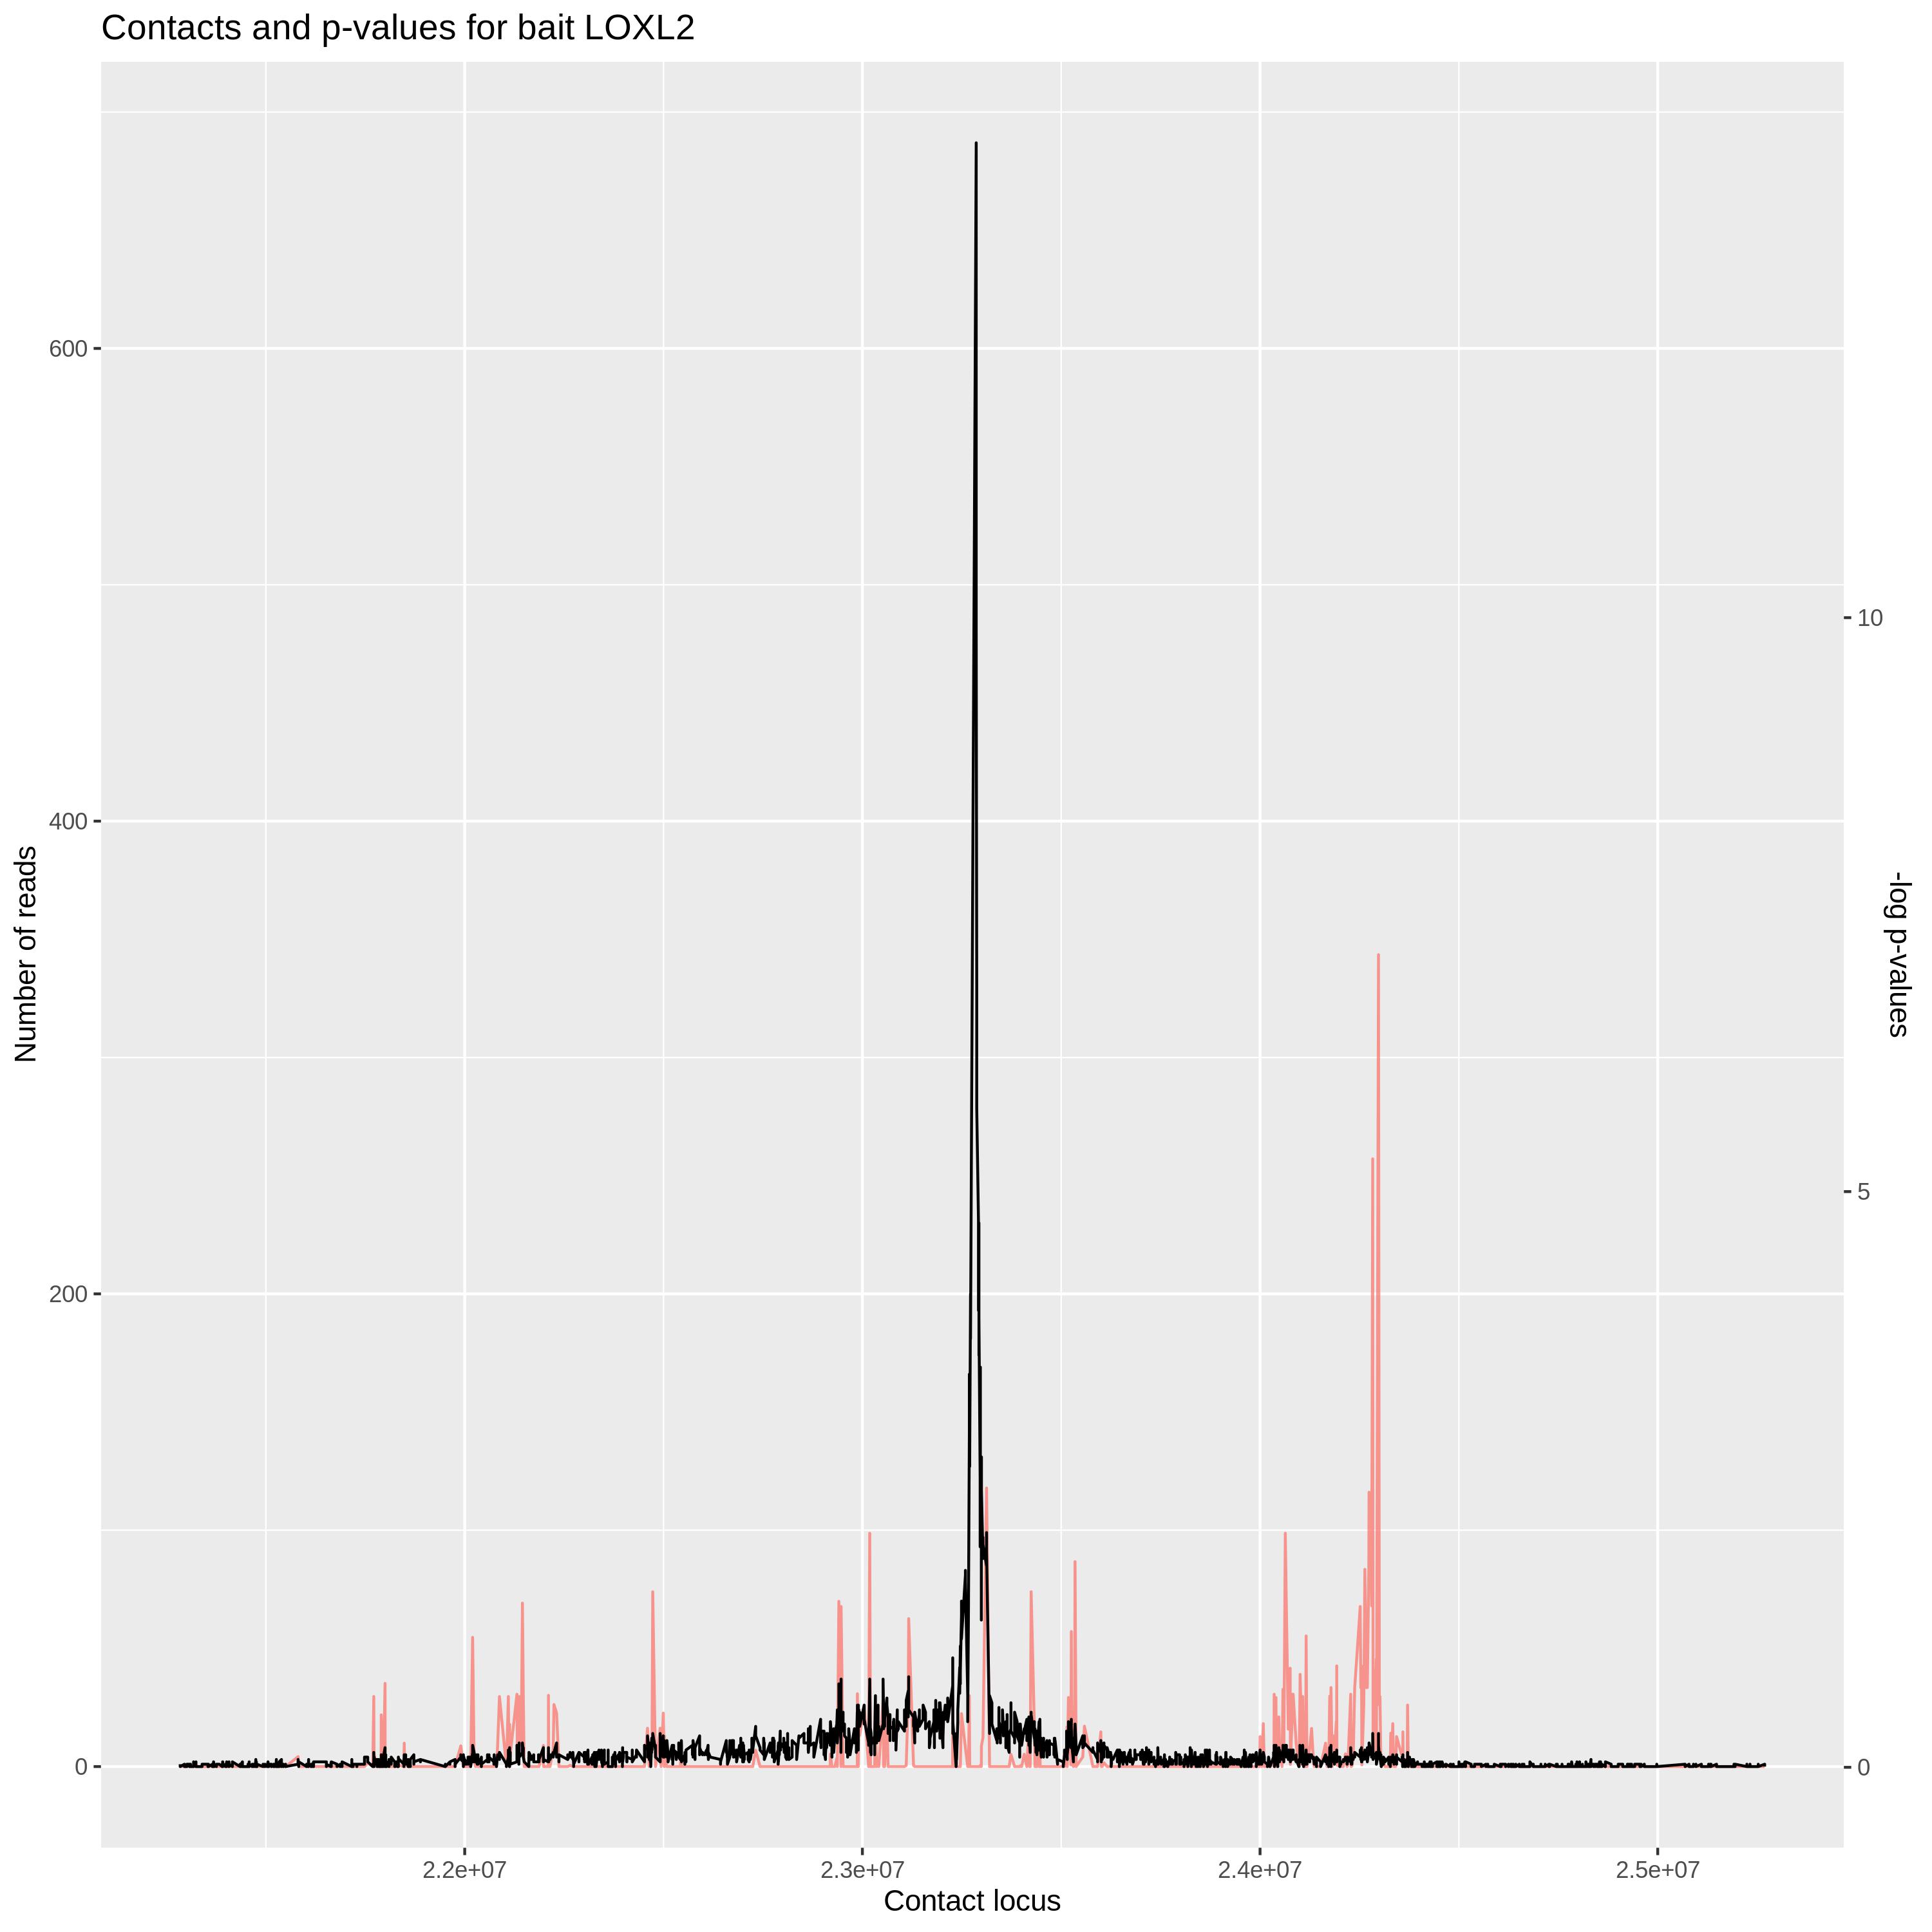 Contacts and p-values for bait LOXL2
Number of reads
600
400
200
0
10
5
0
-log p-values
2.2e+07
2.3e+07
2.4e+07
2.5e+07
Contact locus